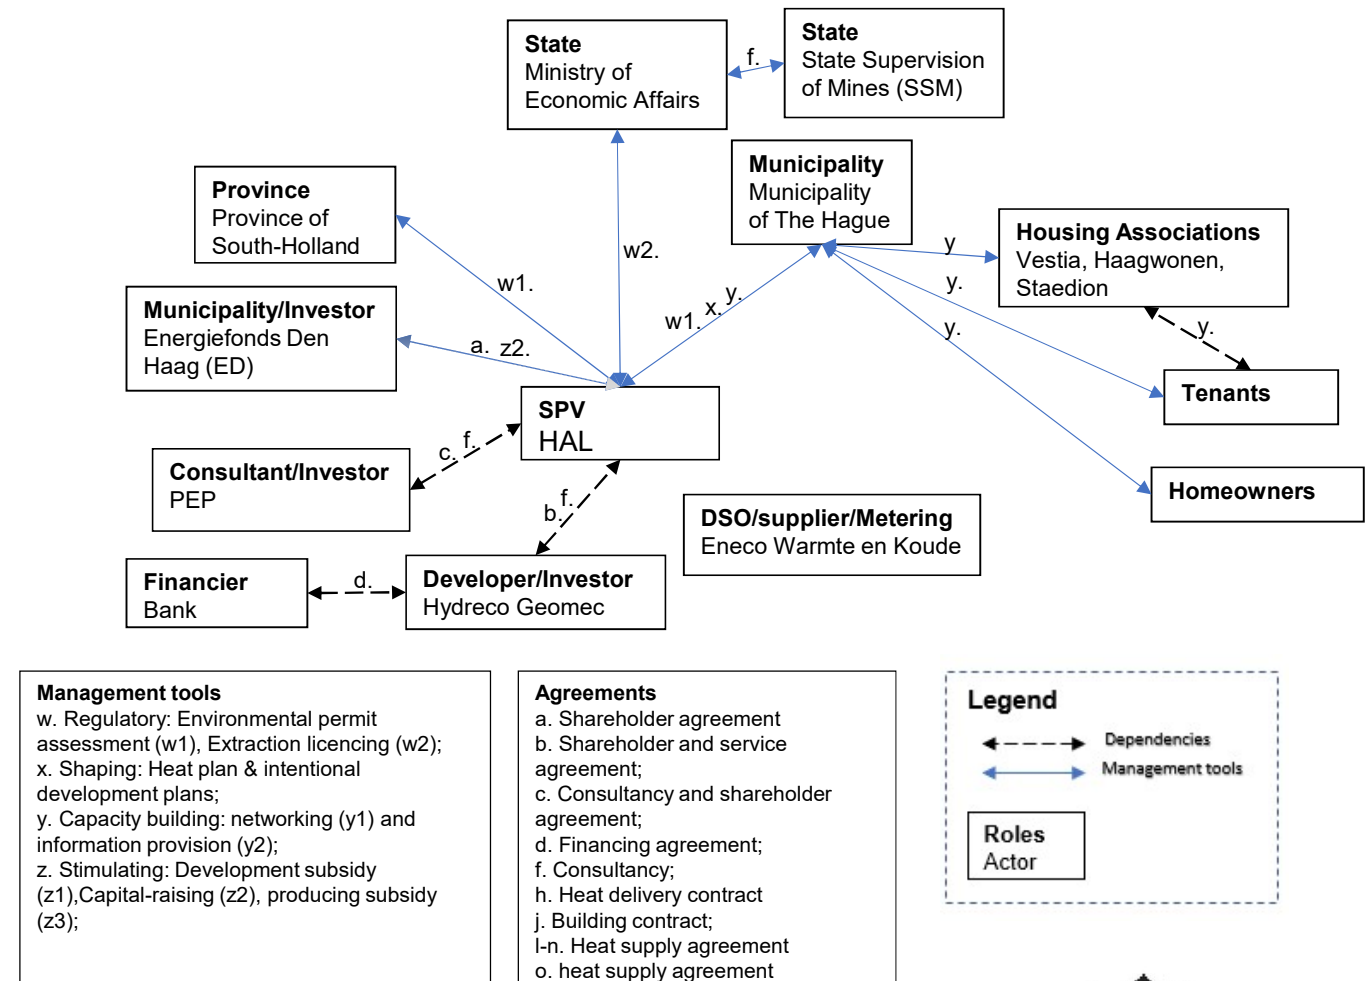 State
Ministry of
Economic Affairs
f.
State
State Supervision
of Mines (SSM)
Municipality
Municipality
of The Hague
Province
Province of
South-Holland
w1.
w2.
w1. x. y.
y
y.
y.
Housing Associations
Vestia, Haagwonen,
Staedion
y.
Tenants
Homeowners
Municipality/Investor
Energiefonds Den
Haag (ED)
a. z2.
SPV
HAL
c. f.
Consultant/Investor
PEP
b. f.
DSO/supplier/Metering
Eneco Warmte en Koude
Financier
Bank
d.
Developer/Investor
Hydreco Geomec
Management tools
w. Regulatory: Environmental permit
assessment (w1), Extraction licencing (w2);
x. Shaping: Heat plan & intentional
development plans;
y. Capacity building: networking (y1) and
information provision (y2);
z. Stimulating: Development subsidy
(z1),Capital-raising (z2), producing subsidy
(z3);
Agreements
a. Shareholder agreement
b. Shareholder and service
agreement;
c. Consultancy and shareholder
agreement;
d. Financing agreement;
f. Consultancy;
h. Heat delivery contract
j. Building contract;
l-n. Heat supply agreement
o. heat supply agreement
Legend
Dependencies
Management tools
Roles
Actor